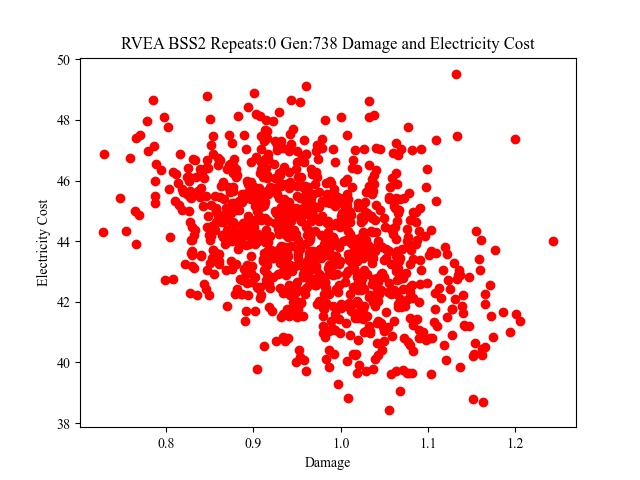 RVEA BSS2 Repeats:0 Gen:738 Damage and Electricity Cost
50
48
46
44
42
40
38
Electricity Cost
0.8 0.9 1.0 1.1 1.2
Damage